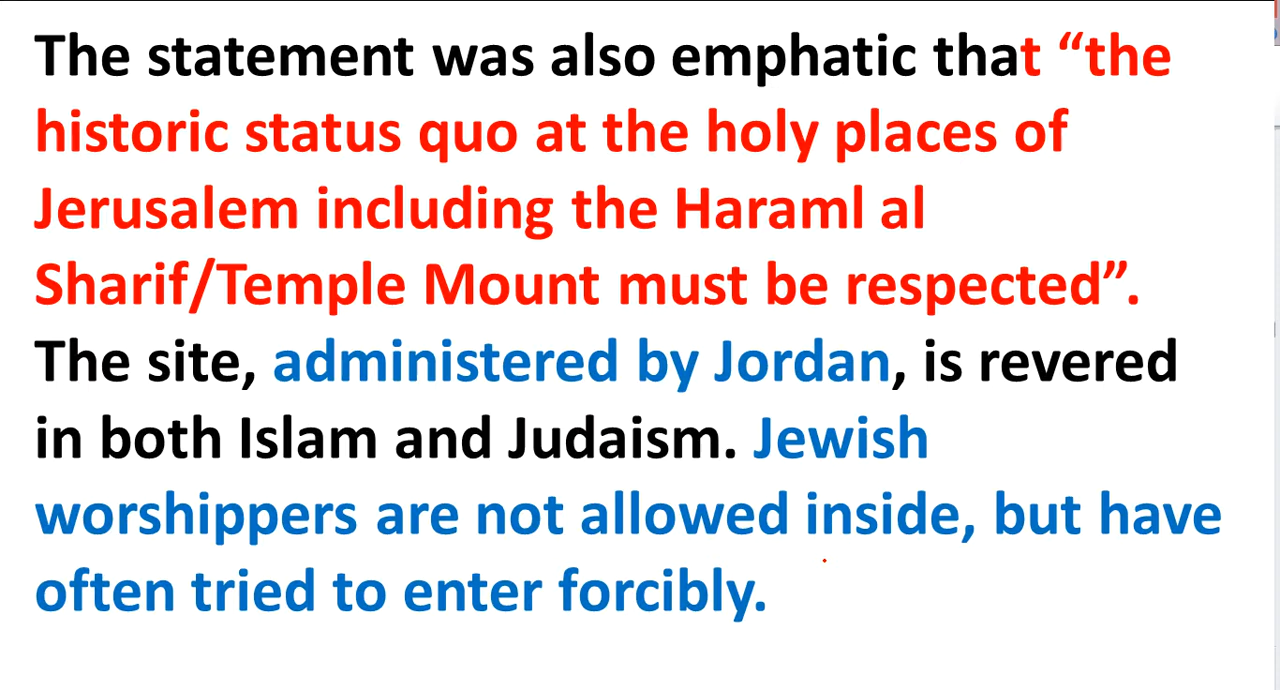 The statement was also emphatic that “the
historic status quo at the holy places of
Jerusalem including the Haraml al
Sharif/Temple Mount must be respected”.
The site, administered by Jordan, is revered
in both Islam and Judaism. Jewish
worshippers are not allowed inside, but have
often tried to enter forcibly.